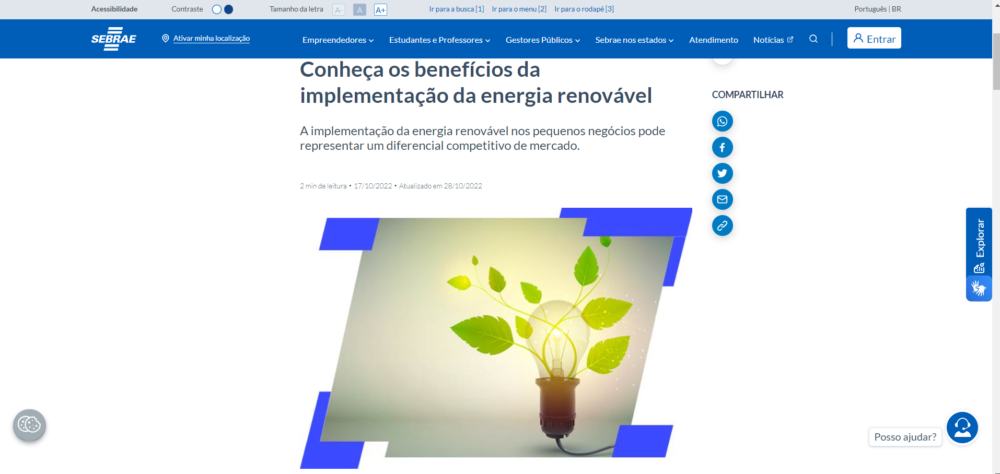 Acessibilidade
Contraste
Tamanho da letra
A-
A
A+
Ir para a busca [1]
Ir para o menu [2]
Ir para o rodapé [3]
Português | BR
SEBRAE
Ativar minha localização
Empreendedores
Estudantes e Professores
Gestores Públicos
Sebrae nos estados
Atendimento
Notícias
Entrar
Conheça os benefícios da
implementação da energia renovável
A implementação da energia renovável nos pequenos negócios pode
representar um diferencial competitivo de mercado.
2 min de leitura • 17/10/2022 • Atualizado em 28/10/2022
COMPARTILHAR
Explorar
Posso ajudar?